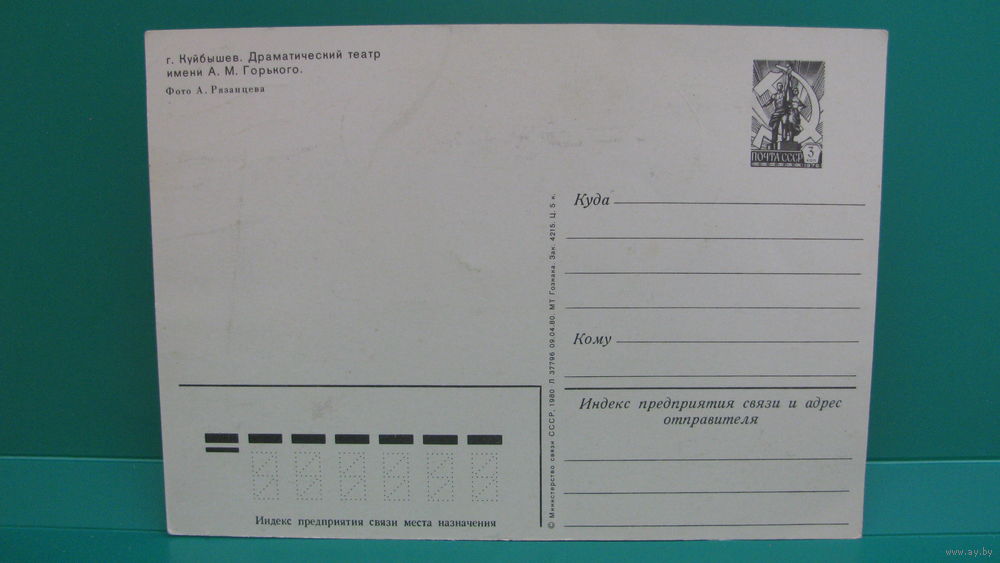 г. Куйбышев. Драматический театр
имени А. М. Горького.
Фото А. Рязанцева
ПОЧТА СССР
3
Куда
Кому
Индекс предприятия связи и адрес
отправителя
Индекс предприятия связи места назначения
© Министерство связи СССР, 1980 Л 37796 09.04.80. МТ Гознака. Зак. 4215. Ц. 5 к.
www.ay.by